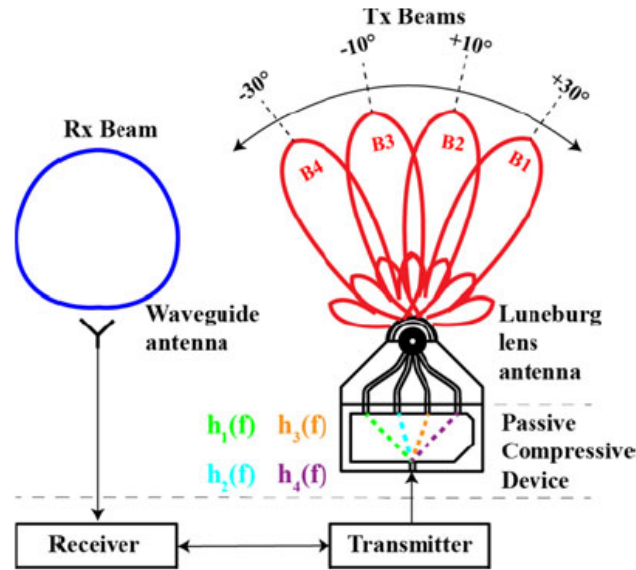 Tx Beams
-30°
-10°
+10°
+30°
Rx Beam
B4
B3
B2
B1
Waveguide
antenna
Luneburg
lens
antenna
h₁(f) h₃(f)
h₂(f) h₄(f)
Passive
Compressive
Device
Receiver
Transmitter